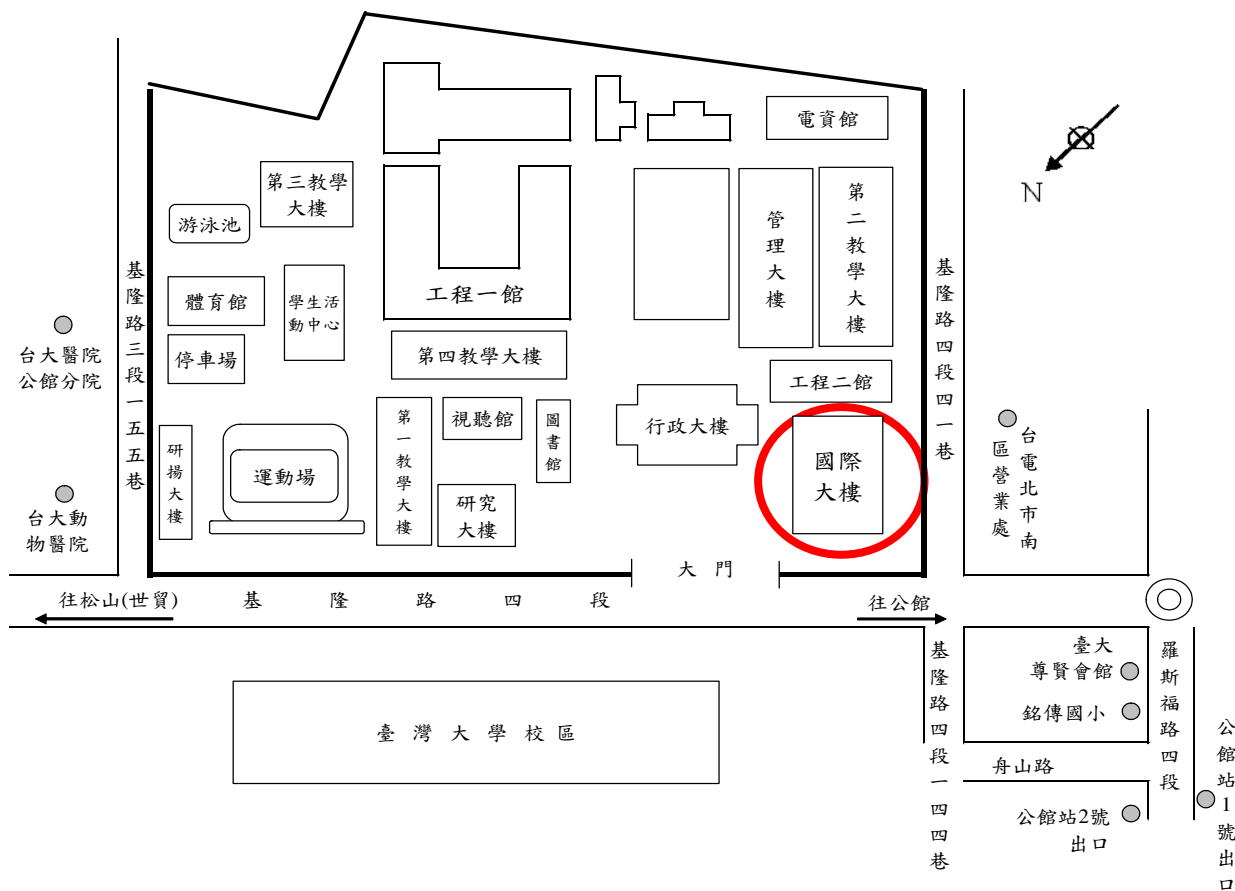 電資館
N
第三教學
大樓
游泳池
管理大樓
第二教學大樓
基隆路三段一五五巷
基隆路四段四一巷
體育館
學生活
動中心
工程一館
台大醫院
公館分院
停車場
第四教學大樓
工程二館
研揚大樓
運動場
第一教學大樓
視聽館
圖書館
行政大樓
國際
大樓
台電北市南
區營業處
研究
大樓
台大動
物醫院
大門
往松山(世貿)
基隆路四段
往公館
基隆路四段一四四巷
臺大
尊賢會館
羅斯福路四段
銘傳國小
臺灣大學校區
舟山路
公館站2號
出口
公館站1號出口